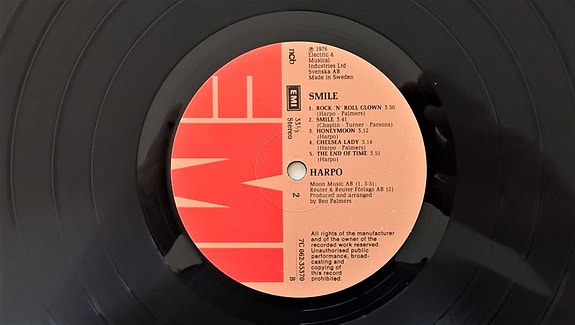 ncb
℗ 1976
Electric &
Musical
Industries Ltd
Svenska AB
Made in Sweden
EMI
SMILE
33⅓
Stereo
1. ROCK 'N' ROLL CLOWN 3.50
(Harpo - Palmers)
2. SMILE 3.41
(Chaplin - Turner - Parsons)
3. HONEYMOON 3.12
(Harpo)
4. CHELSEA LADY 3.14
(Harpo - Palmers)
5. THE END OF TIME 3.51
(Harpo)
HARPO
2
Moon Music AB (1, 3-5);
Reuter & Reuter Förlags AB (2)
Produced and arranged
by Ben Palmers
7C 062-35370
B
All rights of the manufacturer
and of the owner of the
recorded work reserved.
Unauthorised public
performance, broad-
casting and
copying of
this record
prohibited.
EMI